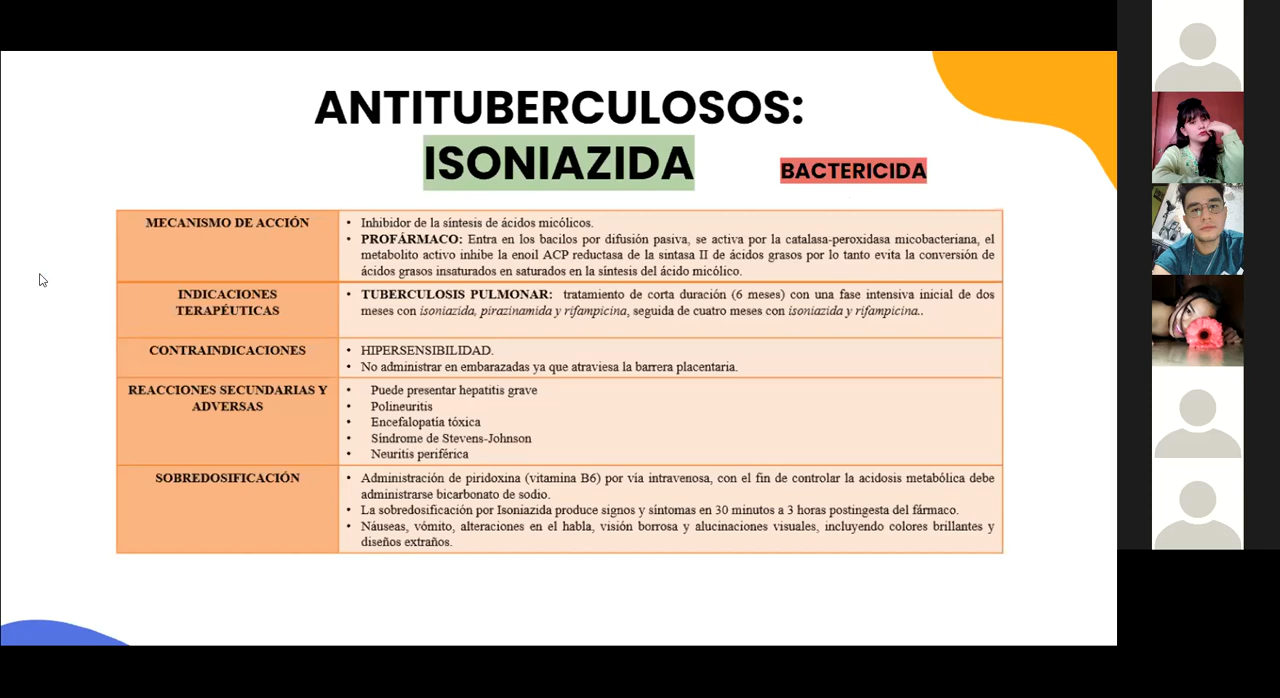 ANTITUBERCULOSOS:
ISONIAZIDA
BACTERICIDA
MECANISMO DE ACCIÓN
• Inhibidor de la síntesis de ácidos micólicos.
• PROFÁRMACO: Entra en los bacilos por difusión pasiva, se activa por la catalasa-peroxidasa micobacteriana, el
metabolito activo inhibe la enoil ACP reductasa de la sintasa II de ácidos grasos por lo tanto evita la conversión de
ácidos grasos insaturados en saturados en la síntesis del ácido micólico.
INDICACIONES
TERAPÉUTICAS
• TUBERCULOSIS PULMONAR: tratamiento de corta duración (6 meses) con una fase intensiva inicial de dos
meses con isoniazida, pirazinamida y rifampicina, seguida de cuatro meses con isoniazida y rifampicina..
CONTRAINDICACIONES
• HIPERSENSIBILIDAD.
• No administrar en embarazadas ya que atraviesa la barrera placentaria.
REACCIONES SECUNDARIAS Y
ADVERSAS
• Puede presentar hepatitis grave
• Polineuritis
• Encefalopatía tóxica
• Síndrome de Stevens-Johnson
• Neuritis periférica
SOBREDOSIFICACIÓN
• Administración de piridoxina (vitamina B6) por vía intravenosa, con el fin de controlar la acidosis metabólica debe
administrarse bicarbonato de sodio.
• La sobredosificación por Isoniazida produce signos y síntomas en 30 minutos a 3 horas postingesta del fármaco.
• Náuseas, vómito, alteraciones en el habla, visión borrosa y alucinaciones visuales, incluyendo colores brillantes y
diseños extraños.